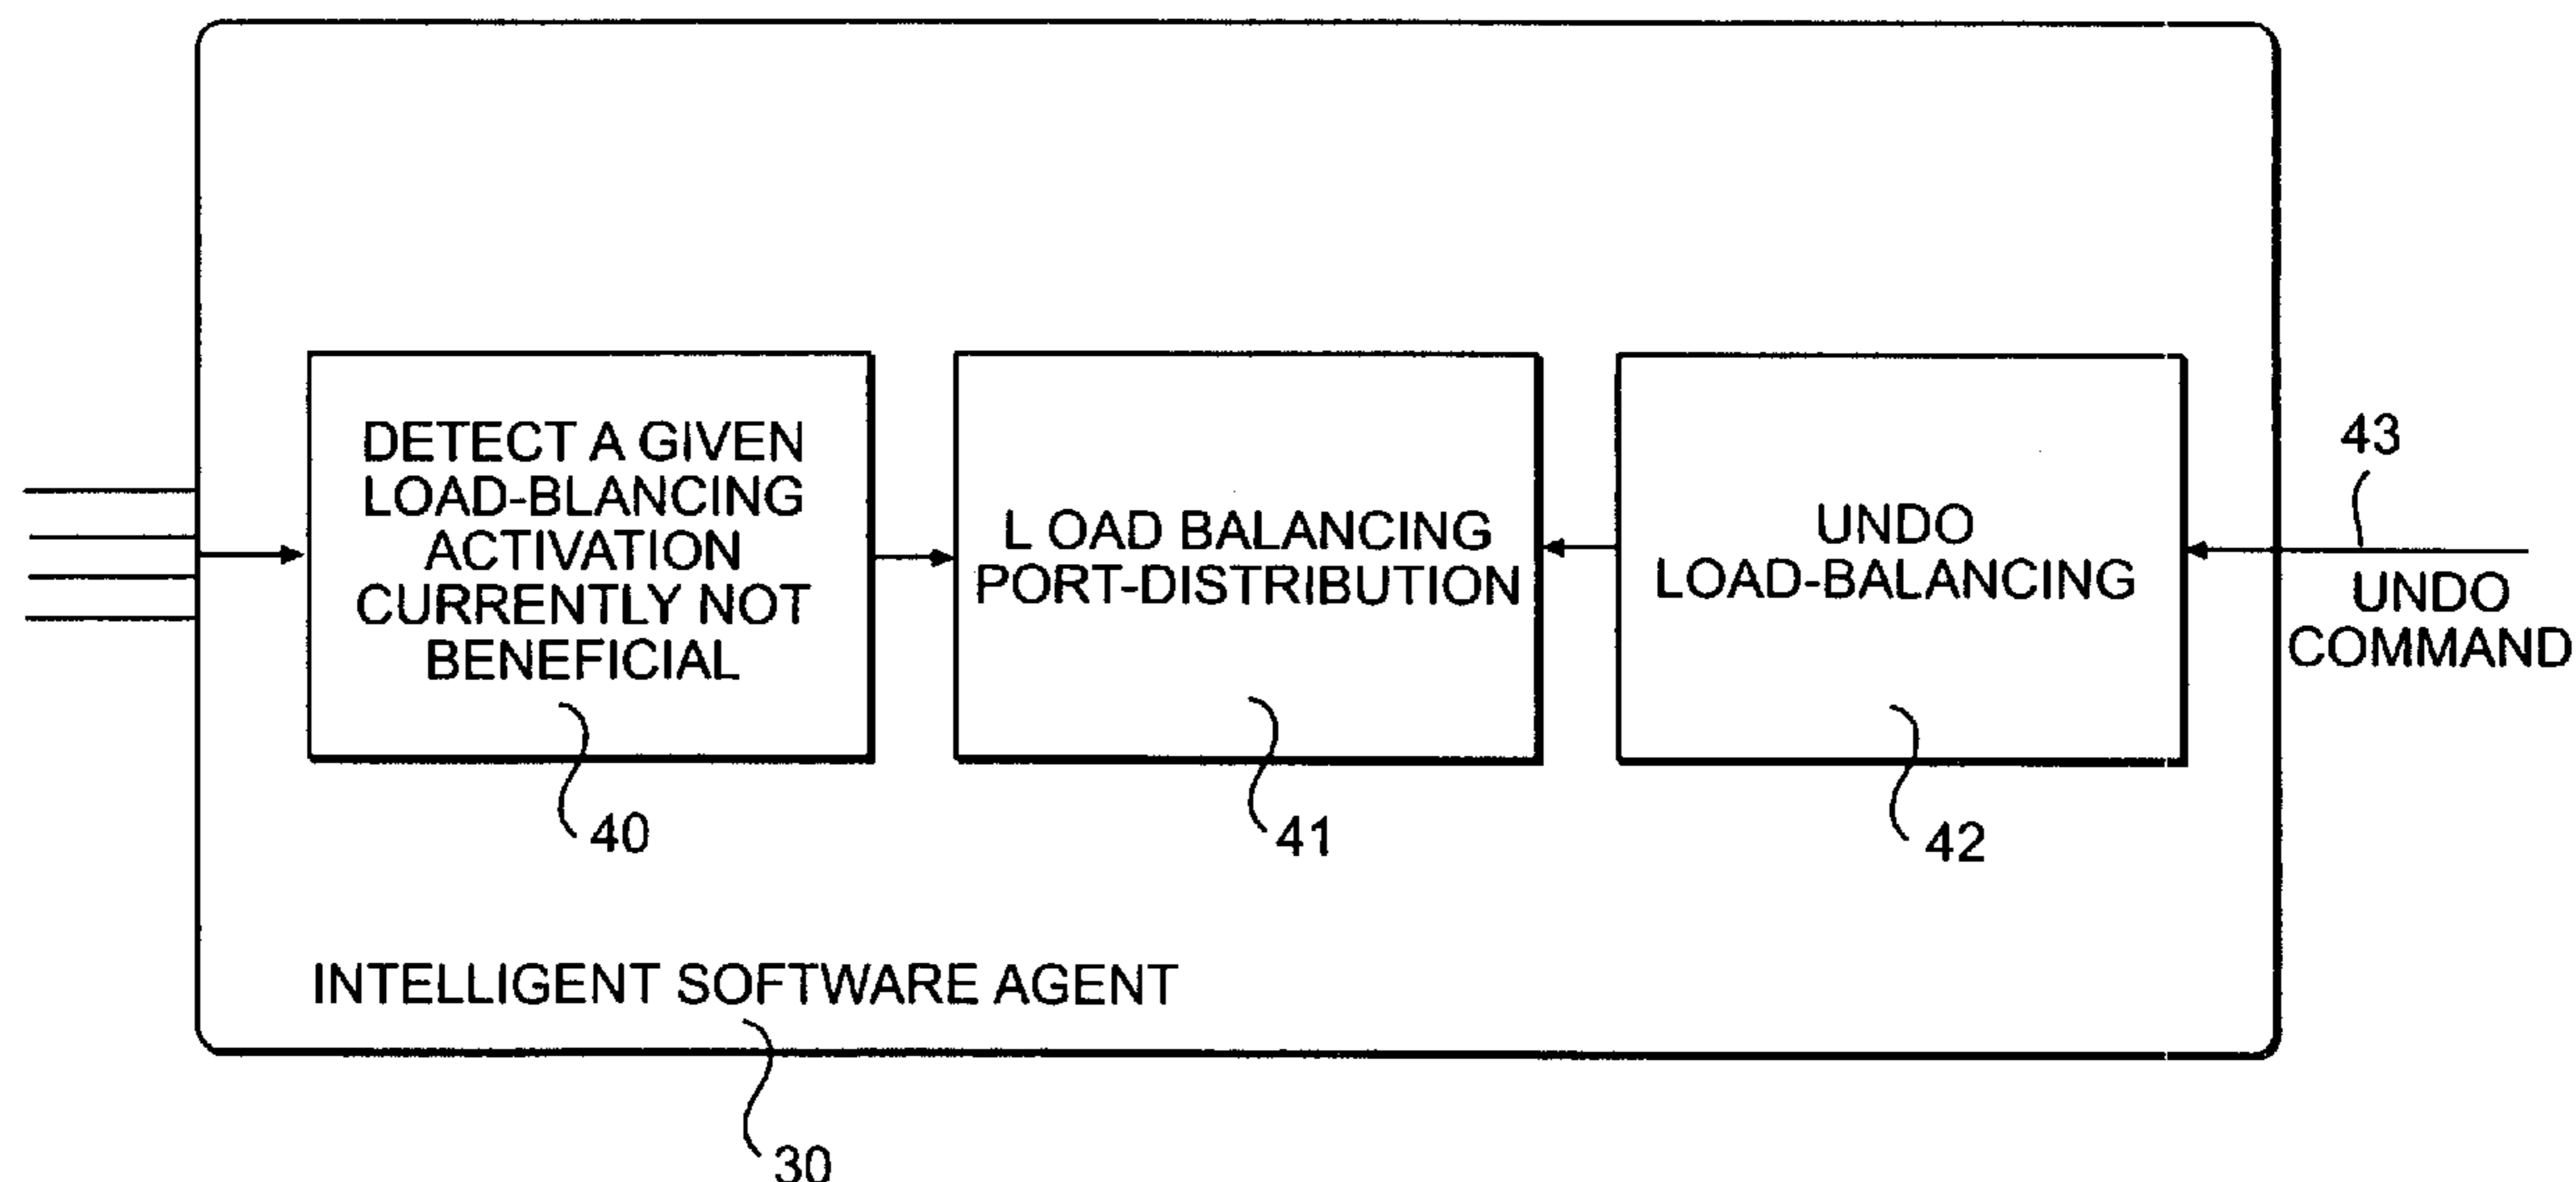 DETECT A GIVEN
LOAD-BLANCING
ACTIVATION
CURRENTLY NOT
BENEFICIAL
40
L OAD BALANCING
PORT-DISTRIBUTION
41
UNDO
LOAD-BALANCING
42
43
UNDO
COMMAND
INTELLIGENT SOFTWARE AGENT
30